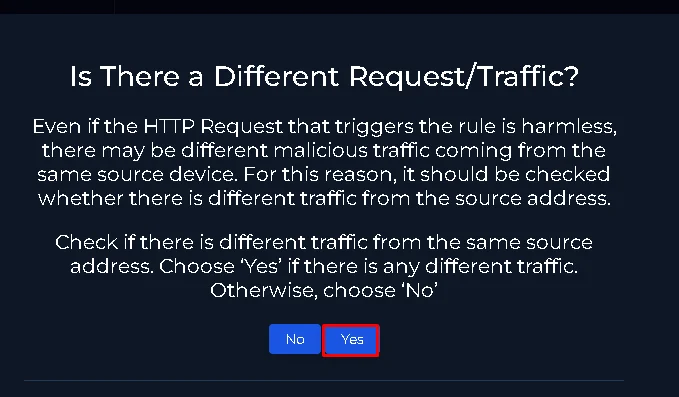 Is There a Different Request/Traffic?
Even if the HTTP Request that triggers the rule is harmless,
there may be different malicious traffic coming from the
same source device. For this reason, it should be checked
whether there is different traffic from the source address.
Check if there is different traffic from the same source
address. Choose ‘Yes’ if there is any different traffic.
Otherwise, choose ‘No’
No
Yes